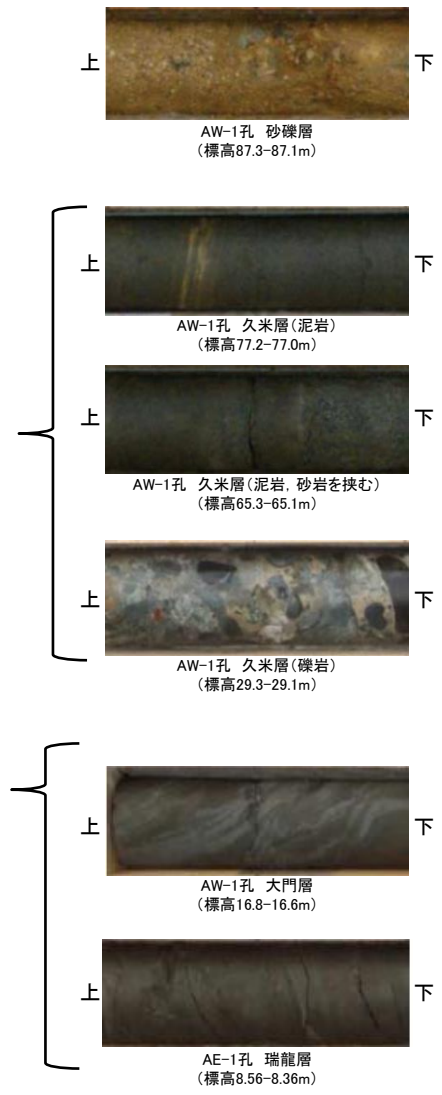 上 下
AW-1孔 砂礫層
(標高87.3-87.1m)
上 下
AW-1孔 久米層(泥岩)
(標高77.2-77.0m)
上 下
AW-1孔 久米層(泥岩，砂岩を挟む)
(標高65.3-65.1m)
上 下
AW-1孔 久米層(礫岩)
(標高29.3-29.1m)
上 下
AW-1孔 大門層
(標高16.8-16.6m)
上 下
AE-1孔 瑞龍層
(標高8.56-8.36m)